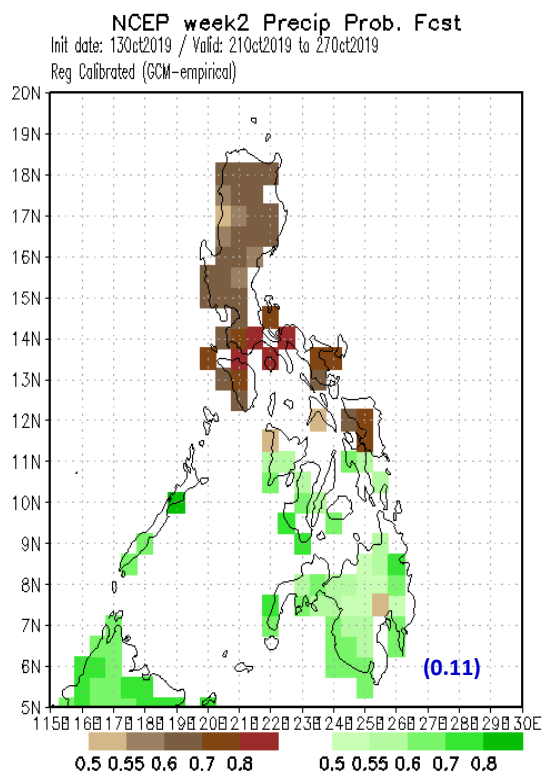 NCEP week2 Precip Prob. Fcst
Init date: 13Oct2019 / Valid: 21Oct2019 to 27Oct2019
Reg Calibrated (GCM-empirical)
20N
19N
18N
17N
16N
15N
14N
13N
12N
11N
10N
9N
8N
7N
6N
5N
(0.11)
115E 116E 117E 118E 119E 120E 121E 122E 123E 124E 125E 126E 127E 128E 129E 130E
0.5 0.55 0.6 0.7 0.8 0.5 0.55 0.6 0.7 0.8